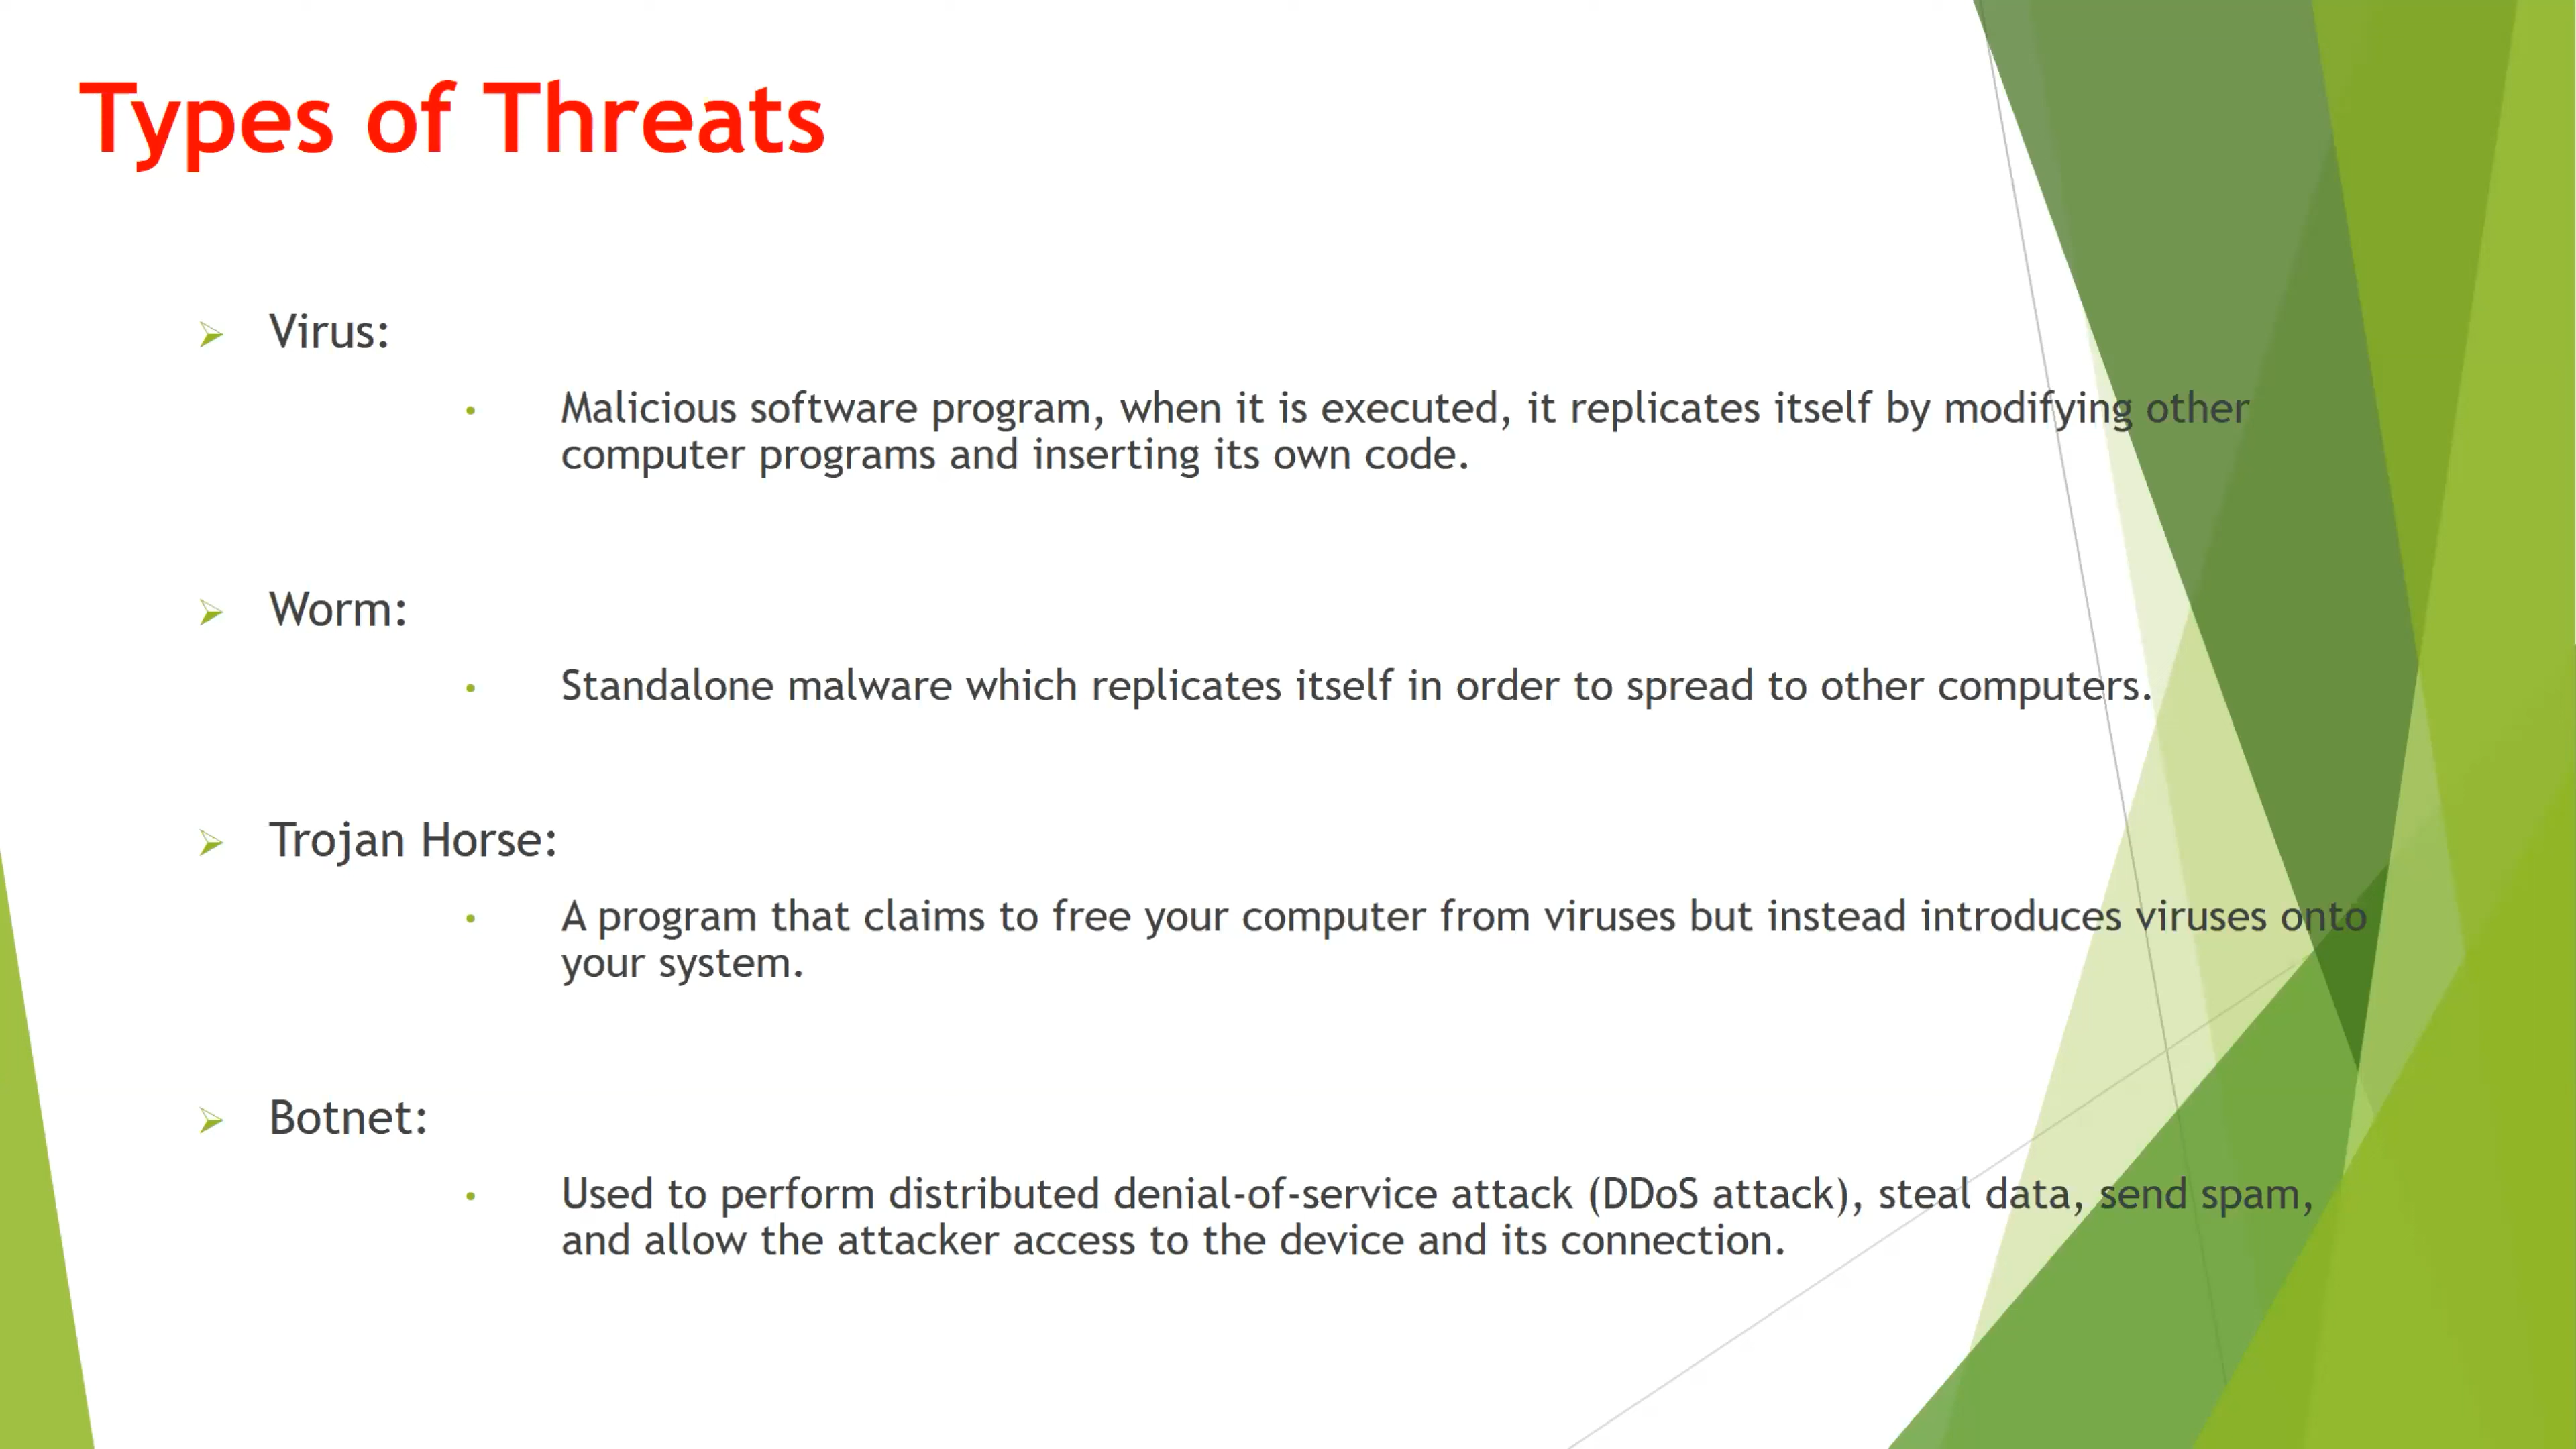 Types of Threats
Virus:
Malicious software program, when it is executed, it replicates itself by modifying other
computer programs and inserting its own code.
Worm:
Standalone malware which replicates itself in order to spread to other computers.
Trojan Horse:
A program that claims to free your computer from viruses but instead introduces viruses onto
your system.
Botnet:
Used to perform distributed denial-of-service attack (DDoS attack), steal data, send spam,
and allow the attacker access to the device and its connection.